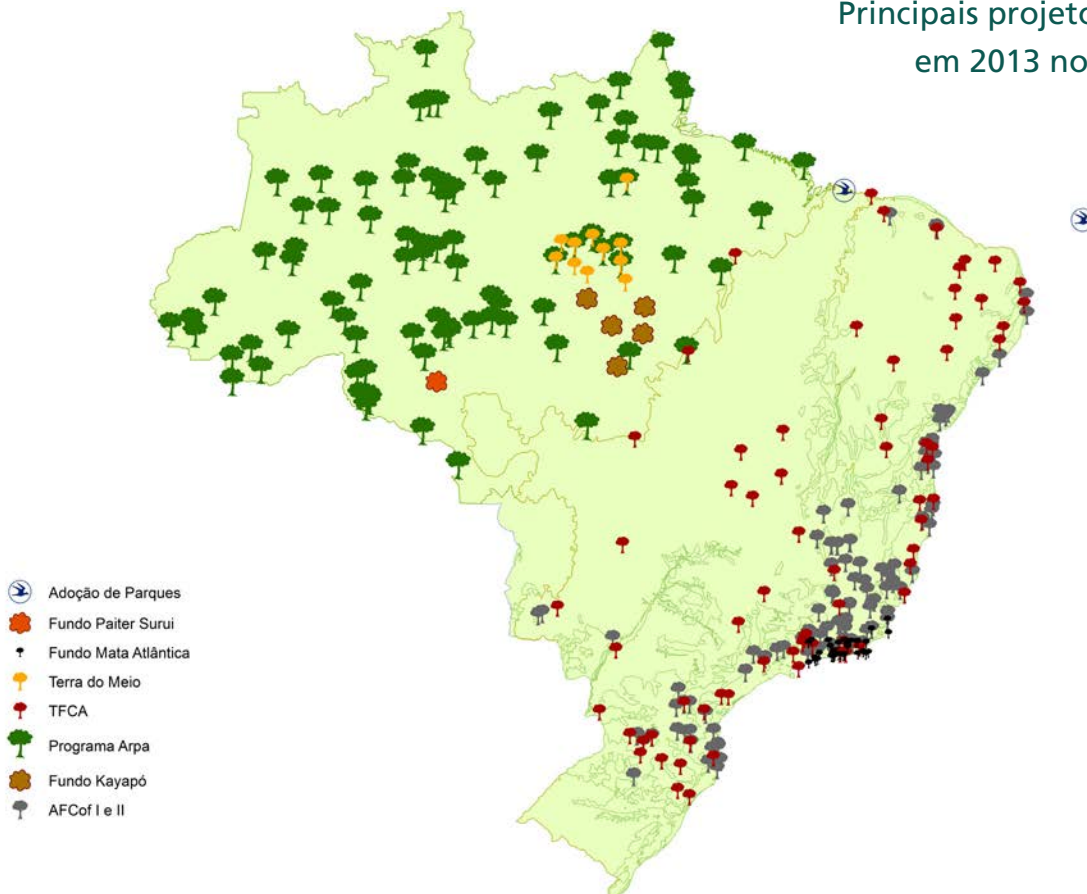 Principais projeto
em 2013 no
Adoção de Parques
Fundo Paiter Surui
Fundo Mata Atlântica
Terra do Meio
TFCA
Programa Arpa
Fundo Kayapó
AFCof I e II